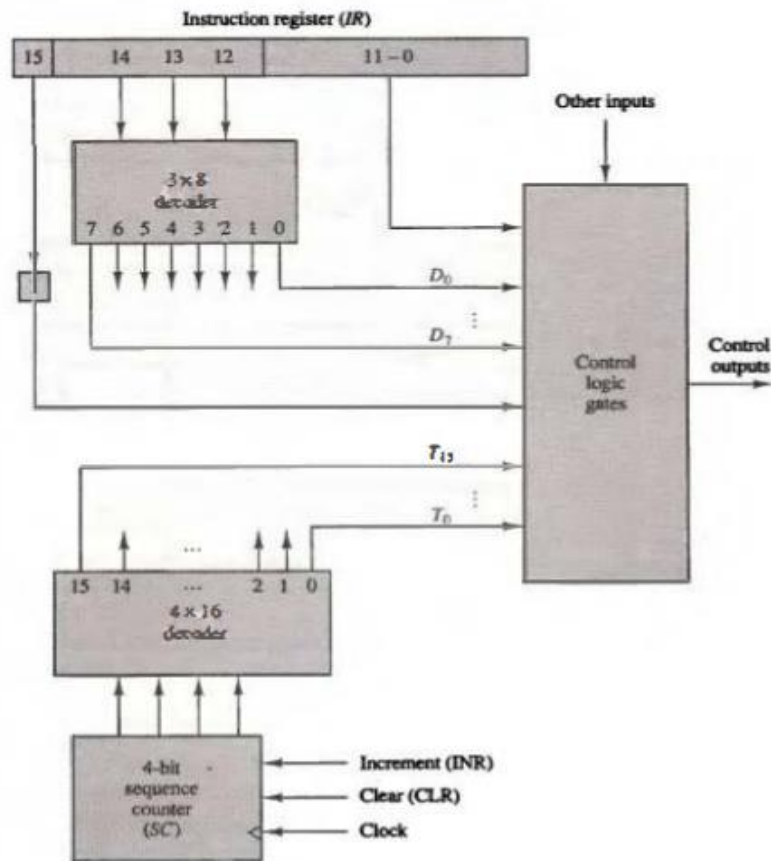 Instruction register (IR)
15 14 13 12 11 – 0
Other inputs
3 × 8
decoder
7 6 5 4 3 2 1 0
D0
⋮
D7
Control
logic
gates
Control
outputs
T15
⋮
T0
...
15 14 ... 2 1 0
4 × 16
decoder
4-bit
sequence
counter
(SC)
Increment (INR)
Clear (CLR)
Clock